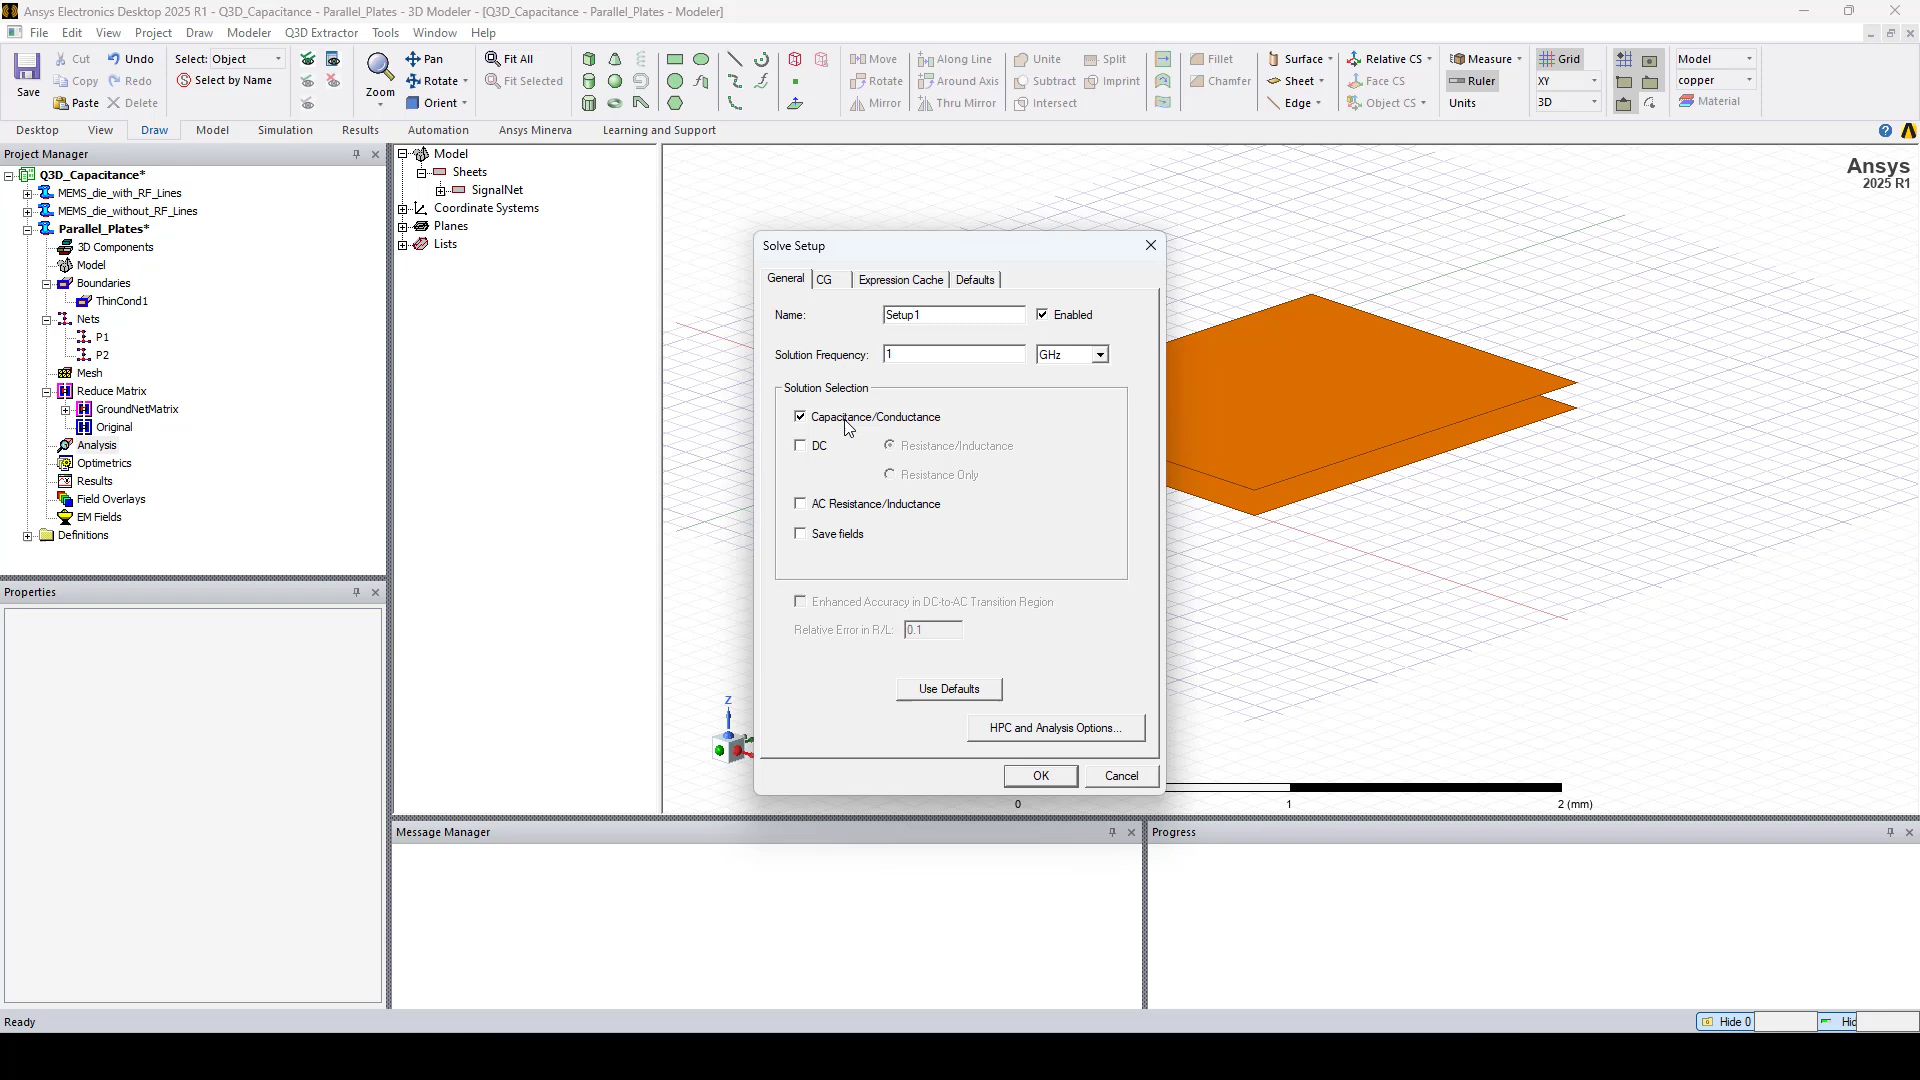 Ansys Electronics Desktop 2025 R1 - Q3D_Capacitance - Parallel_Plates - 3D Modeler - [Q3D_Capacitance - Parallel_Plates - Modeler]
File Edit View Project Draw Modeler Q3D Extractor Tools Window Help
Save
Cut
Copy
Paste
Undo
Redo
Delete
Select: Object
Select by Name
Zoom
Pan
Rotate
Orient
Fit All
Fit Selected
Move
Rotate
Mirror
Along Line
Around Axis
Thru Mirror
Unite
Subtract
Intersect
Split
Imprint
Fillet
Chamfer
Surface
Sheet
Edge
Relative CS
Face CS
Object CS
Measure
Ruler
Units
Grid
XY
3D
Model
copper
Material
Desktop View Draw Model Simulation Results Automation Ansys Minerva Learning and Support
Project Manager
Q3D_Capacitance*
MEMS_die_with_RF_Lines
MEMS_die_without_RF_Lines
Parallel_Plates*
3D Components
Model
Boundaries
ThinCond1
Nets
P1
P2
Mesh
Reduce Matrix
GroundNetMatrix
Original
Analysis
Optimetrics
Results
Field Overlays
EM Fields
Definitions
Properties
Model
Sheets
SignalNet
Coordinate Systems
Planes
Lists
Ansys
2025 R1
Solve Setup
General CG Expression Cache Defaults
Name: Setup1 Enabled
Solution Frequency: 1 GHz
Solution Selection
Capacitance/Conductance
DC Resistance/Inductance
Resistance Only
AC Resistance/Inductance
Save fields
Enhanced Accuracy in DC-to-AC Transition Region
Relative Error in R/L: 0.1
Use Defaults
HPC and Analysis Options...
OK Cancel
Z
0 1 2 (mm)
Message Manager
Progress
Ready
Hide 0
Hid